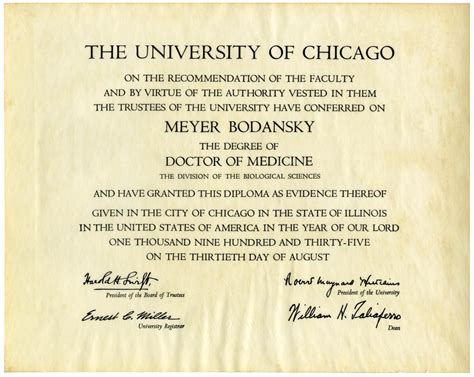 THE UNIVERSITY OF CHICAGO
ON THE RECOMMENDATION OF THE FACULTY
AND BY VIRTUE OF THE AUTHORITY VESTED IN THEM
THE TRUSTEES OF THE UNIVERSITY HAVE CONFERRED ON
MEYER BODANSKY
THE DEGREE OF
DOCTOR OF MEDICINE
THE DIVISION OF THE BIOLOGICAL SCIENCES
AND HAVE GRANTED THIS DIPLOMA AS EVIDENCE THEREOF
GIVEN IN THE CITY OF CHICAGO IN THE STATE OF ILLINOIS
IN THE UNITED STATES OF AMERICA IN THE YEAR OF OUR LORD
ONE THOUSAND NINE HUNDRED AND THIRTY-FIVE
ON THE THIRTIETH DAY OF AUGUST
Harold H. Swift
President of the Board of Trustees
Robert Maynard Hutchins
President of the University
Ernest C. Miller
University Registrar
William H. Taliaferro
Dean